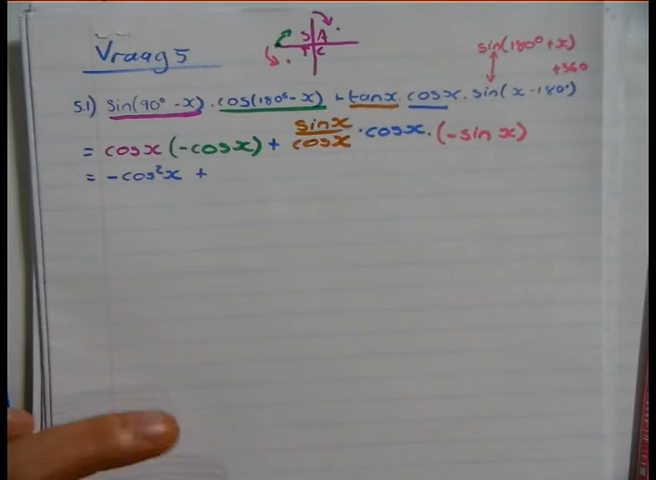 Vraag 5
S A
T C
sin(180° + x)
+360
5.1) sin(90° - x) . cos(180° - x) + tan x . cos x . sin( x - 180°)
= cos x (- cos x) + sin x / cos x . cos x . (- sin x)
= - cos²x +